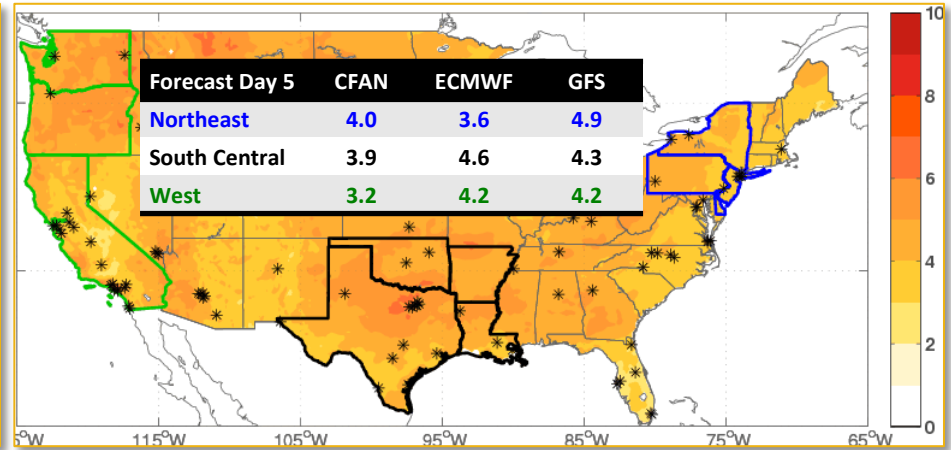 Forecast Day 5 CFAN ECMWF GFS
Northeast 4.0 3.6 4.9
South Central 3.9 4.6 4.3
West 3.2 4.2 4.2
10
8
6
4
2
0
5°W 115°W 105°W 95°W 85°W 75°W 65°W